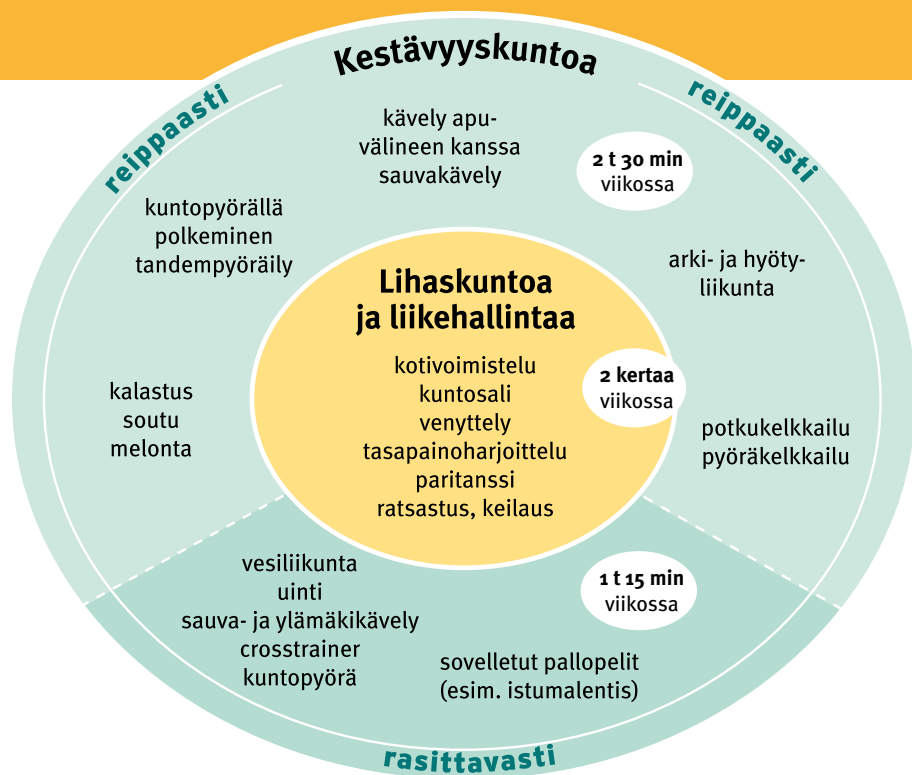 Kestävyyskuntoa
reippaasti
reippaasti
kävely apu-
välineen kanssa
sauvakävely
2 t 30 min
viikossa
kuntopyörällä
polkeminen
tandempyöräily
arki- ja hyöty-
liikunta
Lihaskuntoa
ja liikehallintaa
kotivoimistelu
kuntosali
venyttely
tasapainoharjoittelu
paritanssi
ratsastus, keilaus
2 kertaa
viikossa
kalastus
soutu
melonta
potkukelkkailu
pyöräkelkkailu
vesiliikunta
uinti
sauva- ja ylämäkikävely
crosstrainer
kuntopyörä
1 t 15 min
viikossa
sovelletut pallopelit
(esim. istumalentis)
rasittavasti